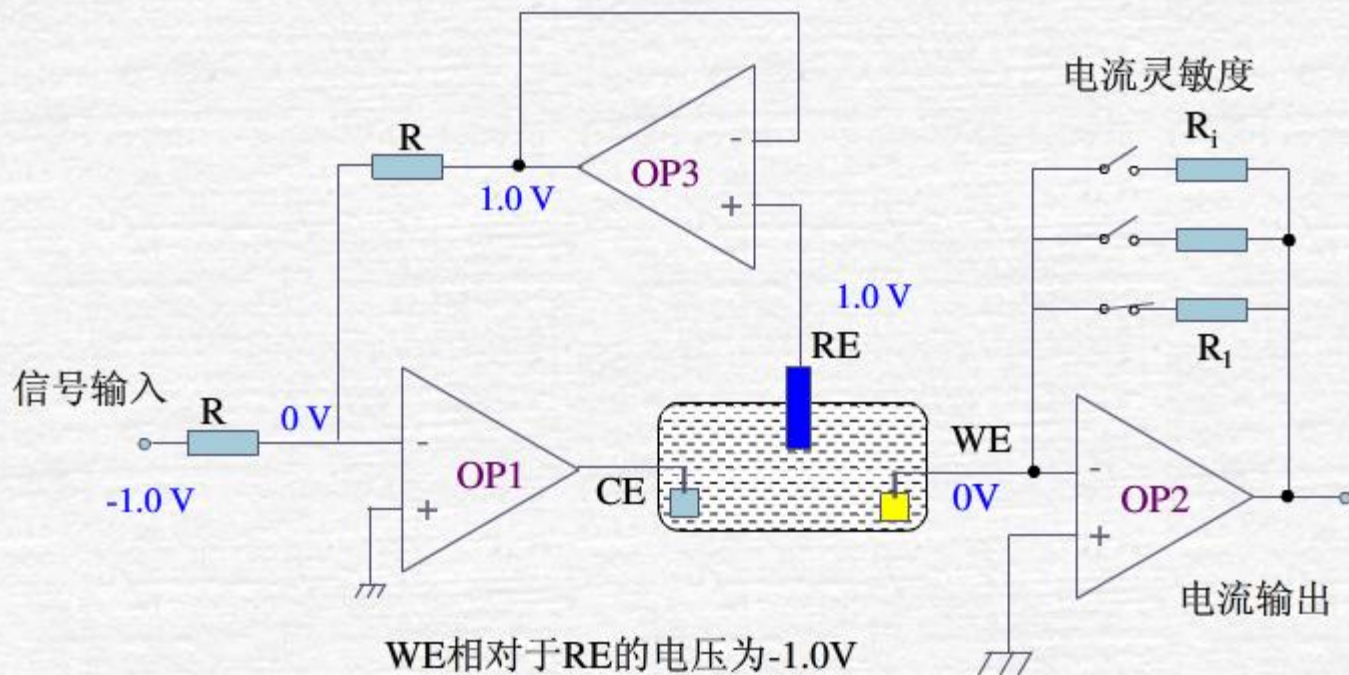 电流灵敏度
R
Rᵢ
-
OP3
1.0 V
+
1.0 V
RE
R₁
信号输入
R
0 V
-
WE
-
-1.0 V
OP1
CE
0V
OP2
+
+
电流输出
WE相对于RE的电压为-1.0V